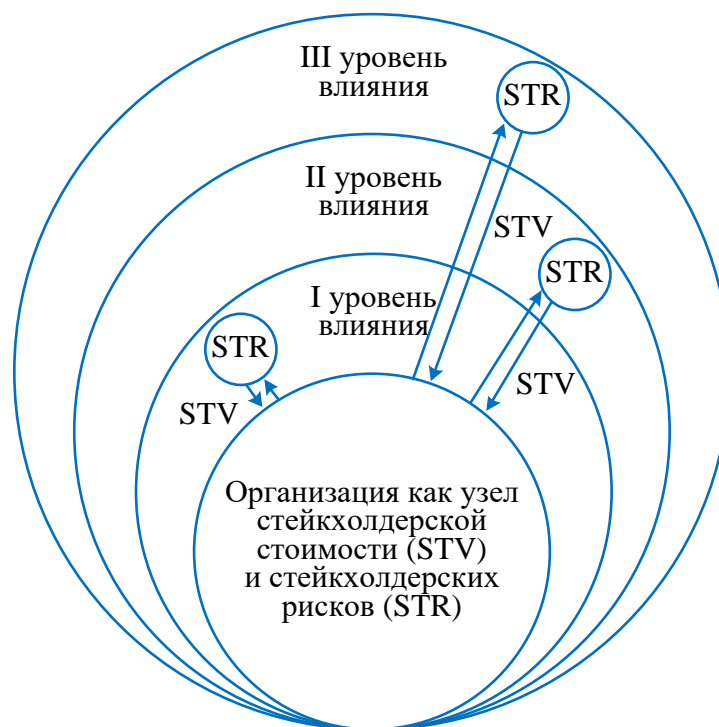 III уровень
влияния
STR
II уровень
влияния
STV
STR
I уровень
влияния
STR
STV
STV
Организация как узел
стейкхолдерской
стоимости (STV)
и стейкхолдерских
рисков (STR)